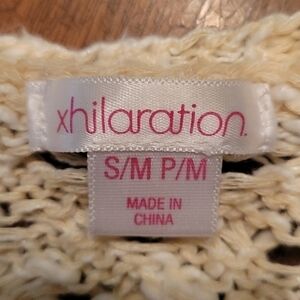 xhilaration.
S/M P/M
MADE IN
CHINA